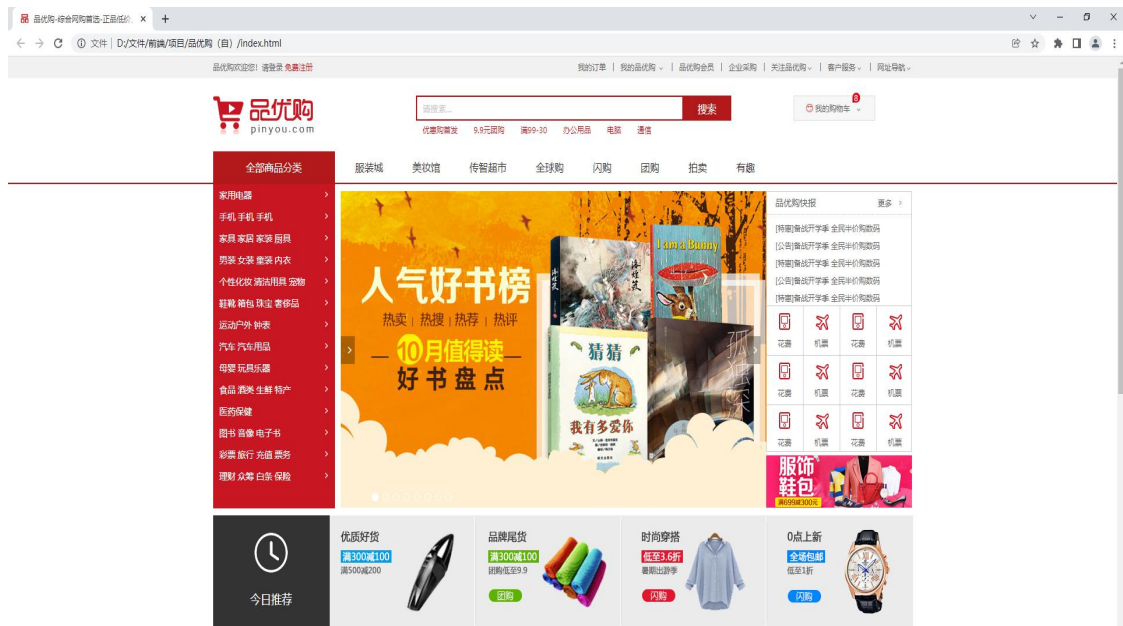 品优购-综合网购首选-正品低价、
文件 | D:/文件/前端/项目/品优购（自）/index.html
品优购欢迎您！ 请登录 免费注册
我的订单 | 我的品优购 | 品优购会员 | 企业采购 | 关注品优购 | 客户服务 | 网站导航
品优购
pinyou.com
请搜索... 搜索
我的购物车 8
优惠购首发 9.9元团购 满99-30 办公用品 电脑 通信
全部商品分类 服装城 美妆馆 传智超市 全球购 闪购 团购 拍卖 有趣
家用电器
手机 手机 手机
家具 家居 家装 厨具
男装 女装 童装 内衣
个性化妆 清洁用具 宠物
鞋靴 箱包 珠宝 奢侈品
运动户外 钟表
汽车 汽车用品
母婴 玩具乐器
食品 酒类 生鲜 特产
医药保健
图书 音像 电子书
彩票 旅行 充值 票务
理财 众筹 白条 保险
人气好书榜
热卖 | 热搜 | 热荐 | 热评
10月值得读
好书盘点
I am a Bunny
猜猜
我有多爱你
孤独
品优购快报 更多
[特惠]备战开学季 全民半价购数码
[公告]备战开学季 全民半价购数码
[特惠]备战开学季 全民半价购数码
[公告]备战开学季 全民半价购数码
[特惠]备战开学季 全民半价购数码
花费 机票 花费 机票
花费 机票 花费 机票
花费 机票 花费 机票
服饰
鞋包
满699减300元
今日推荐
优质好货
满300减100
满500减200
品牌尾货
满300减100
团购低至9.9
团购
时尚穿搭
低至3.6折
暑期出游季
闪购
0点上新
全场包邮
低至1折
闪购